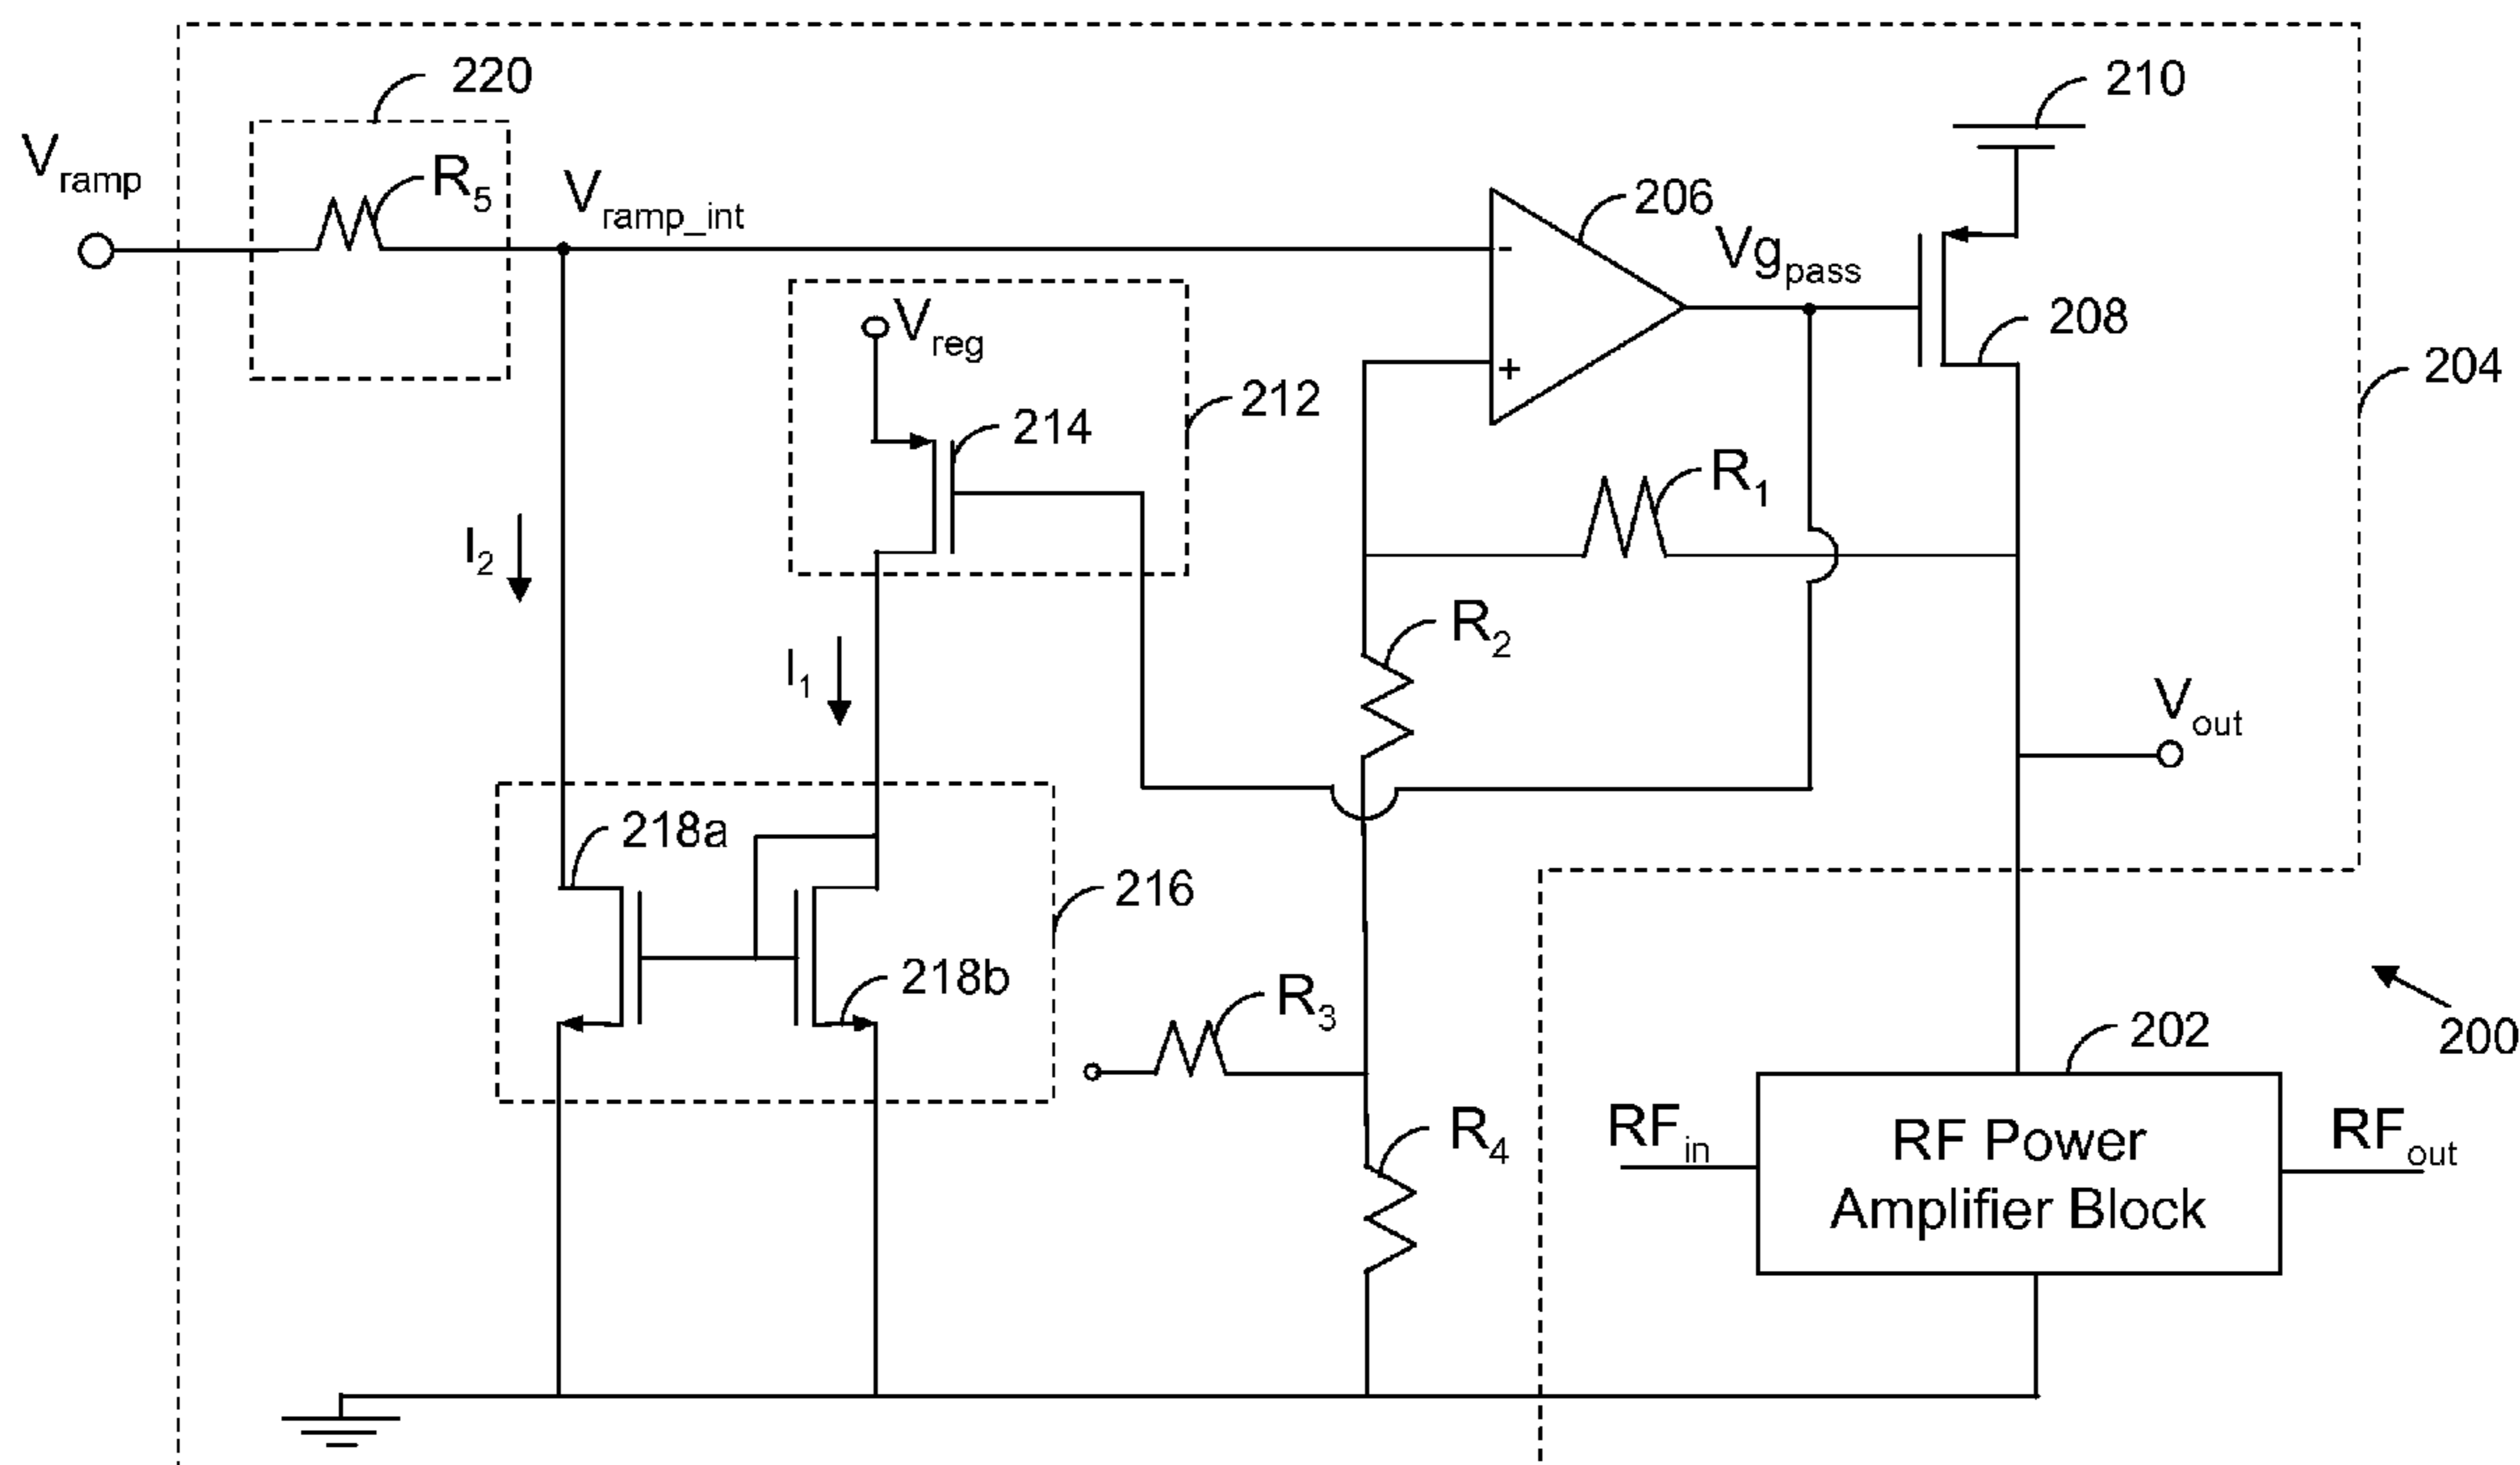 220
210
V_ramp
R_5
V_ramp_int
206
Vg_pass
V_reg
208
204
212
214
R_1
I_2
R_2
I_1
V_out
218a
216
218b
R_3
200
202
R_4
RF_in
RF Power
Amplifier Block
RF_out
-
+